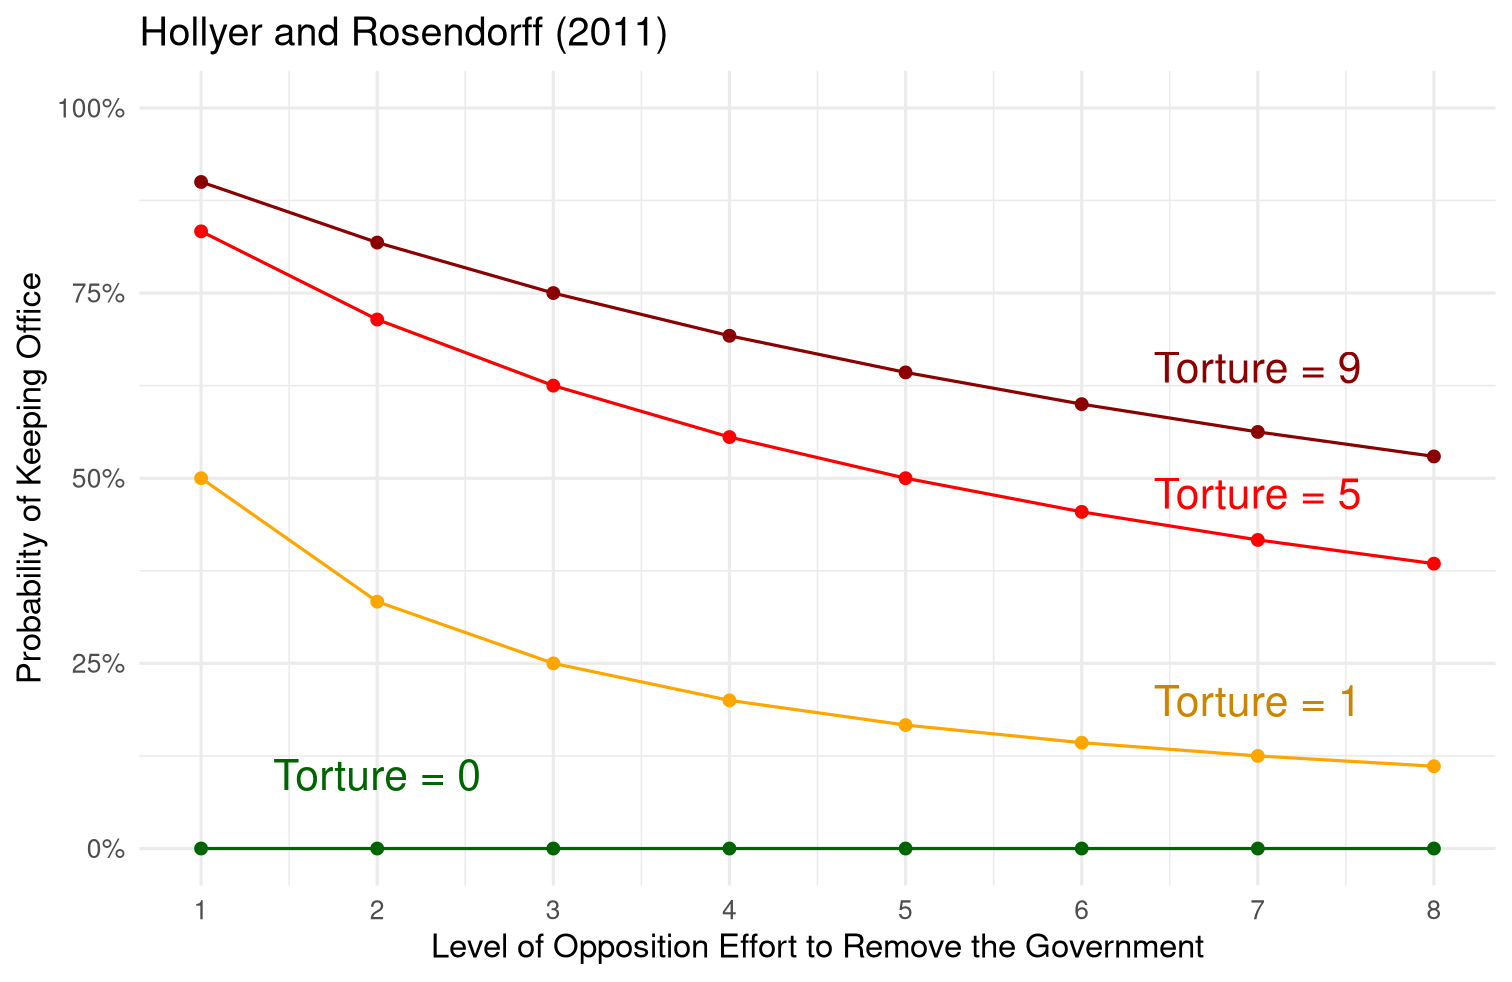 Hollyer and Rosendorff (2011)
100%
75%
50%
25%
0%
Probability of Keeping Office
Torture = 9
Torture = 5
Torture = 1
Torture = 0
1 2 3 4 5 6 7 8
Level of Opposition Effort to Remove the Government